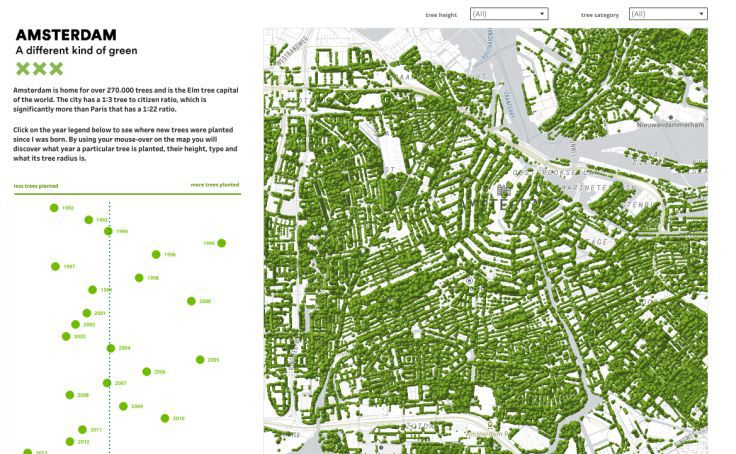 tree height
(All)
tree category
(All)
AMSTERDAM
A different kind of green
Amsterdam is home for over 270.000 trees and is the Elm tree capital
of the world. The city has a 1:3 tree to citizen ratio, which is
significantly more than Paris that has a 1:22 ratio.
Click on the year legend below to see where new trees were planted
since I was born. By using your mouse-over on the map you will
discover what year a particular tree is planted, their height, type and
what its tree radius is.
less trees planted
more trees planted
1992
1993
1994
1995
1996
1997
1998
2000
2001
2002
2003
2004
2005
2006
2007
2008
2009
2010
2011
2012
Nieuwendammerham
AMSTERDAM